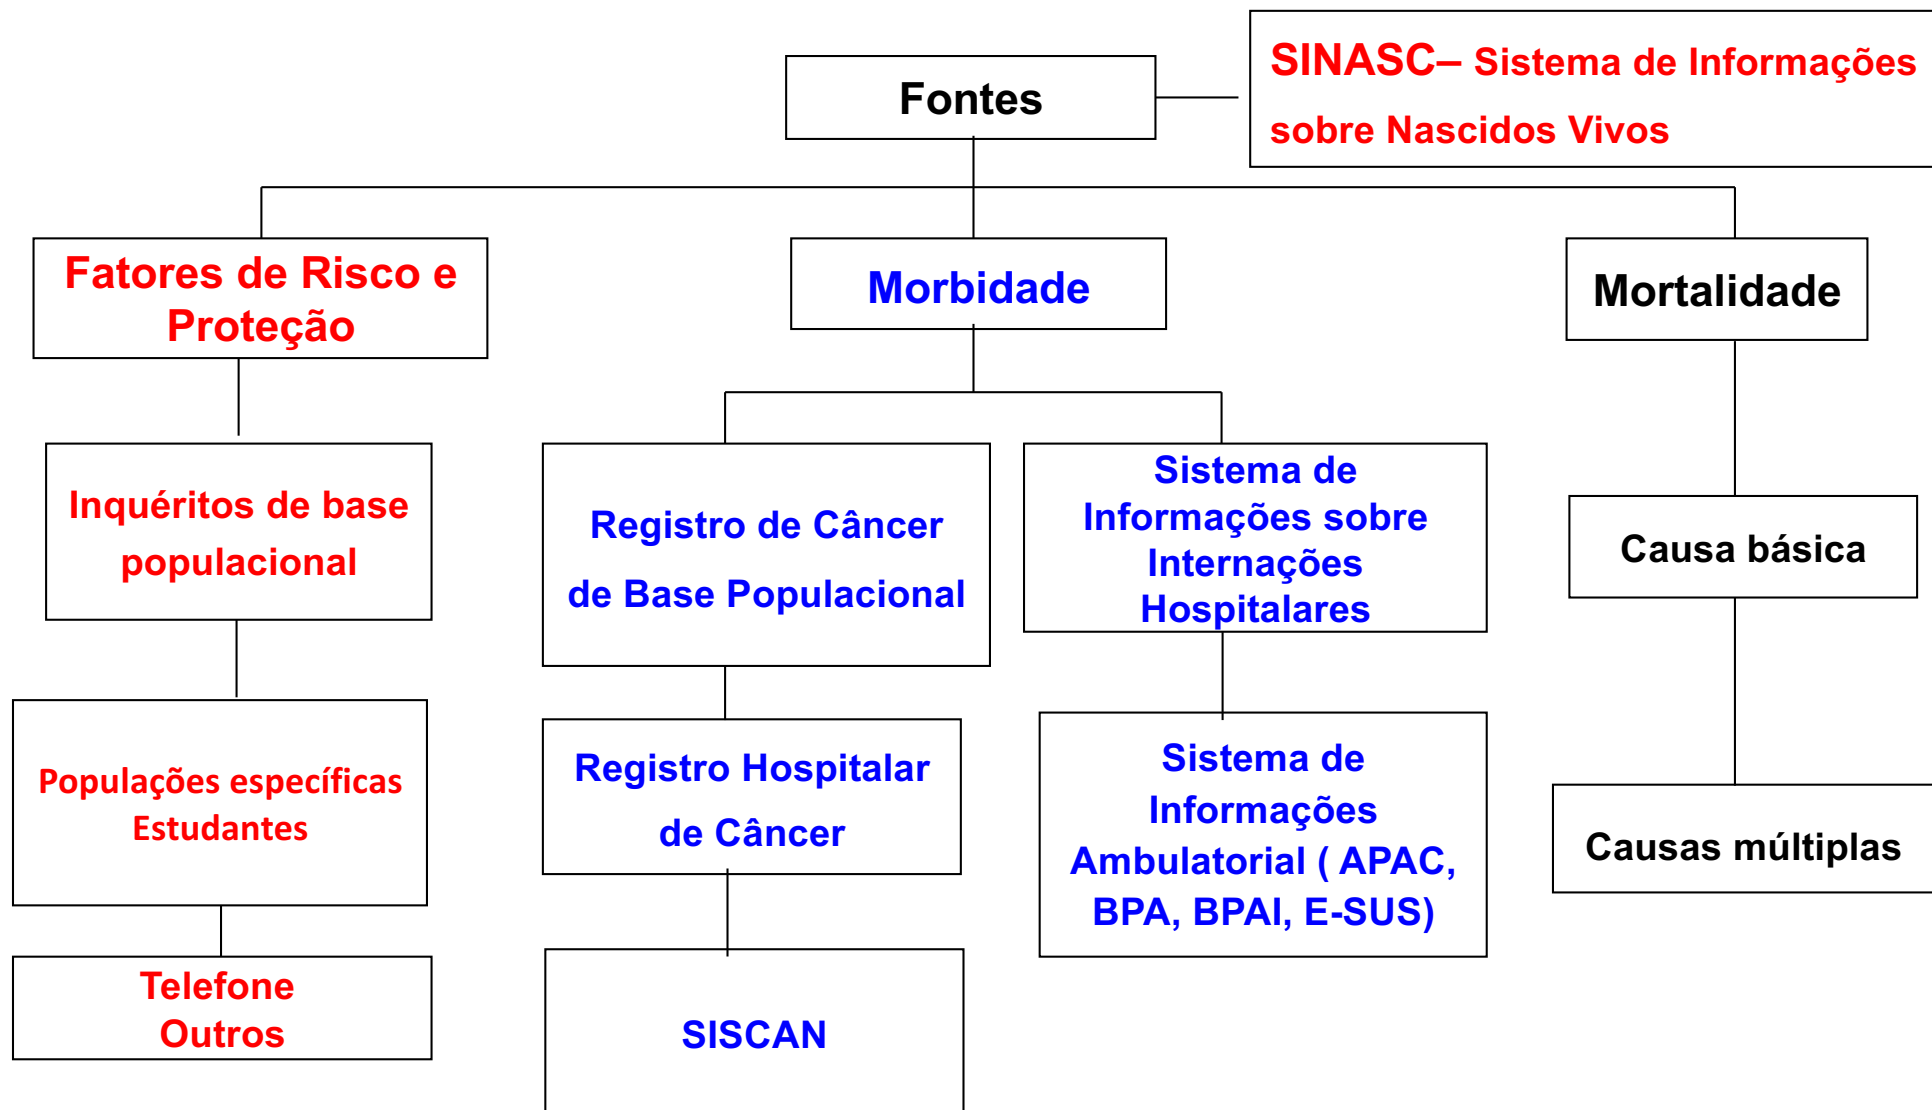 Fontes
SINASC– Sistema de Informações
sobre Nascidos Vivos
Fatores de Risco e
Proteção
Morbidade
Mortalidade
Inquéritos de base
populacional
Registro de Câncer
de Base Populacional
Sistema de
Informações sobre
Internações
Hospitalares
Causa básica
Populações específicas
Estudantes
Registro Hospitalar
de Câncer
Sistema de
Informações
Ambulatorial ( APAC,
BPA, BPAI, E-SUS)
Causas múltiplas
Telefone
Outros
SISCAN